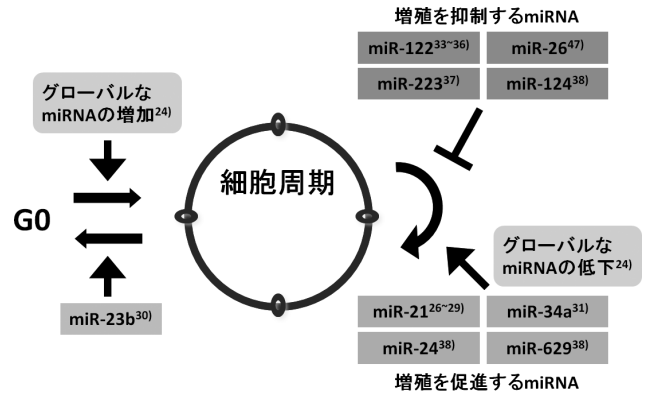 増殖を抑制するmiRNA
miR-12233~36)
miR-2647)
miR-22337)
miR-12438)
グローバルな
miRNAの増加24)
細胞周期
G0
グローバルな
miRNAの低下24)
miR-23b30)
miR-2126~29)
miR-34a31)
miR-2438)
miR-62938)
増殖を促進するmiRNA